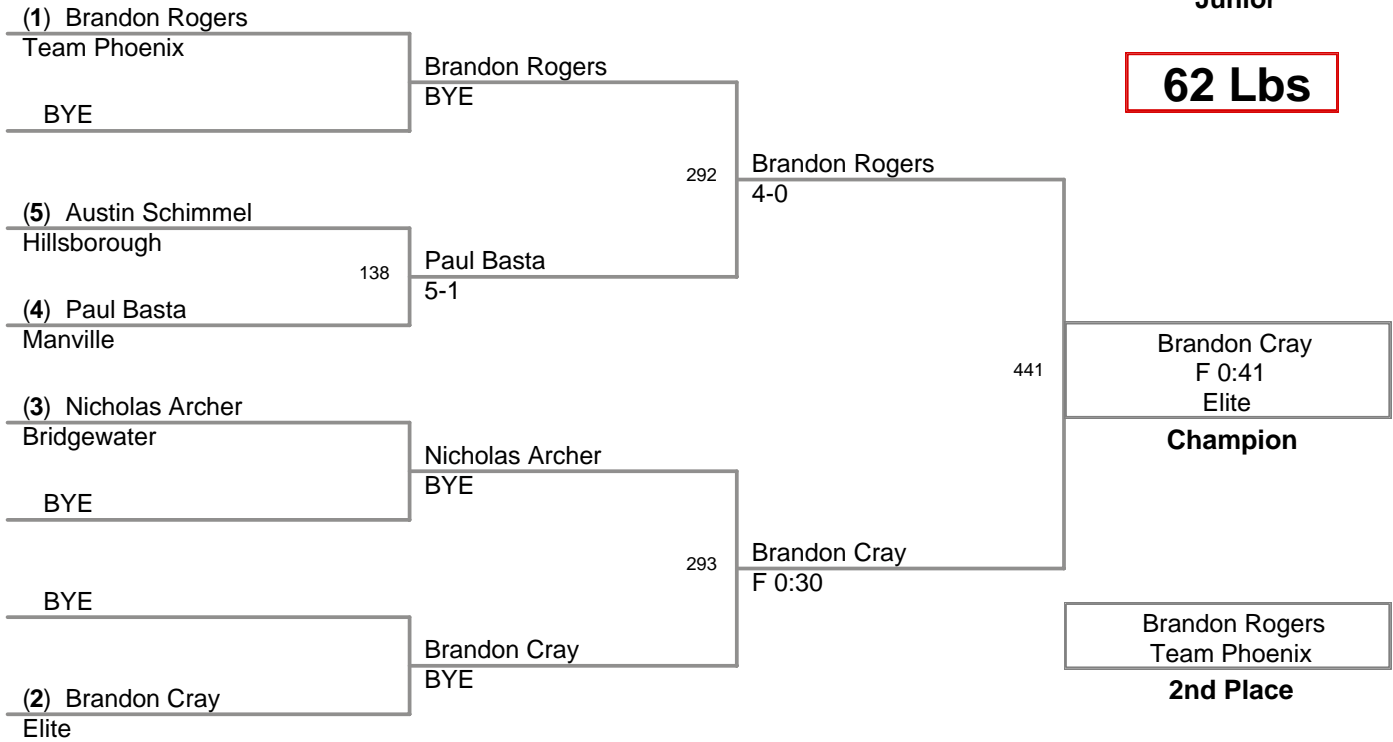 Junior
62 Lbs
(1) Brandon Rogers
Team Phoenix
BYE
(5) Austin Schimmel
Hillsborough
138
(4) Paul Basta
Manville
(3) Nicholas Archer
Bridgewater
BYE
BYE
(2) Brandon Cray
Elite
Brandon Rogers
BYE
292
Paul Basta
5-1
Nicholas Archer
BYE
293
Brandon Cray
BYE
Brandon Rogers
4-0
441
Brandon Cray
F 0:30
Brandon Cray
F 0:41
Elite
Champion
Brandon Rogers
Team Phoenix
2nd Place